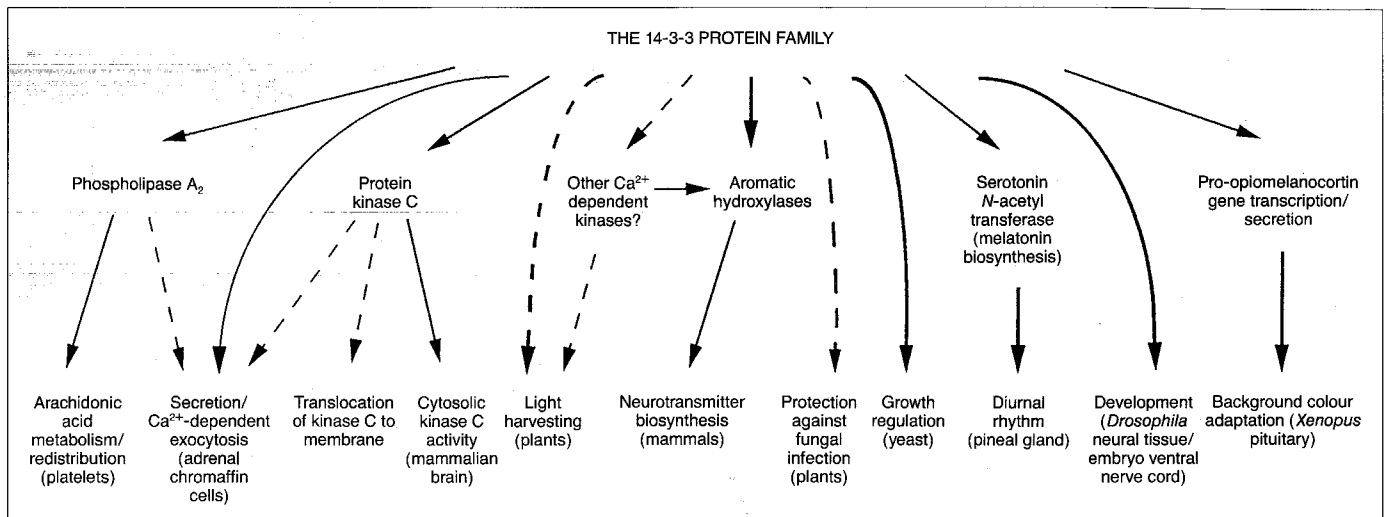 THE 14-3-3 PROTEIN FAMILY
Phospholipase A₂
Protein
kinase C
Other Ca²⁺
dependent
kinases?
Aromatic
hydroxylases
Serotonin
N-acetyl
transferase
(melatonin
biosynthesis)
Pro-opiomelanocortin
gene transcription/
secretion
Arachidonic
acid
metabolism/
redistribution
(platelets)
Secretion/
Ca²⁺-dependent
exocytosis
(adrenal
chromaffin
cells)
Translocation
of kinase C to
membrane
Cytosolic
kinase C
activity
(mammalian
brain)
Light
harvesting
(plants)
Neurotransmitter
biosynthesis
(mammals)
Protection
against
fungal
infection
(plants)
Growth
regulation
(yeast)
Diurnal
rhythm
(pineal gland)
Development
(Drosophila
neural tissue/
embryo ventral
nerve cord)
Background colour
adaptation (Xenopus
pituitary)